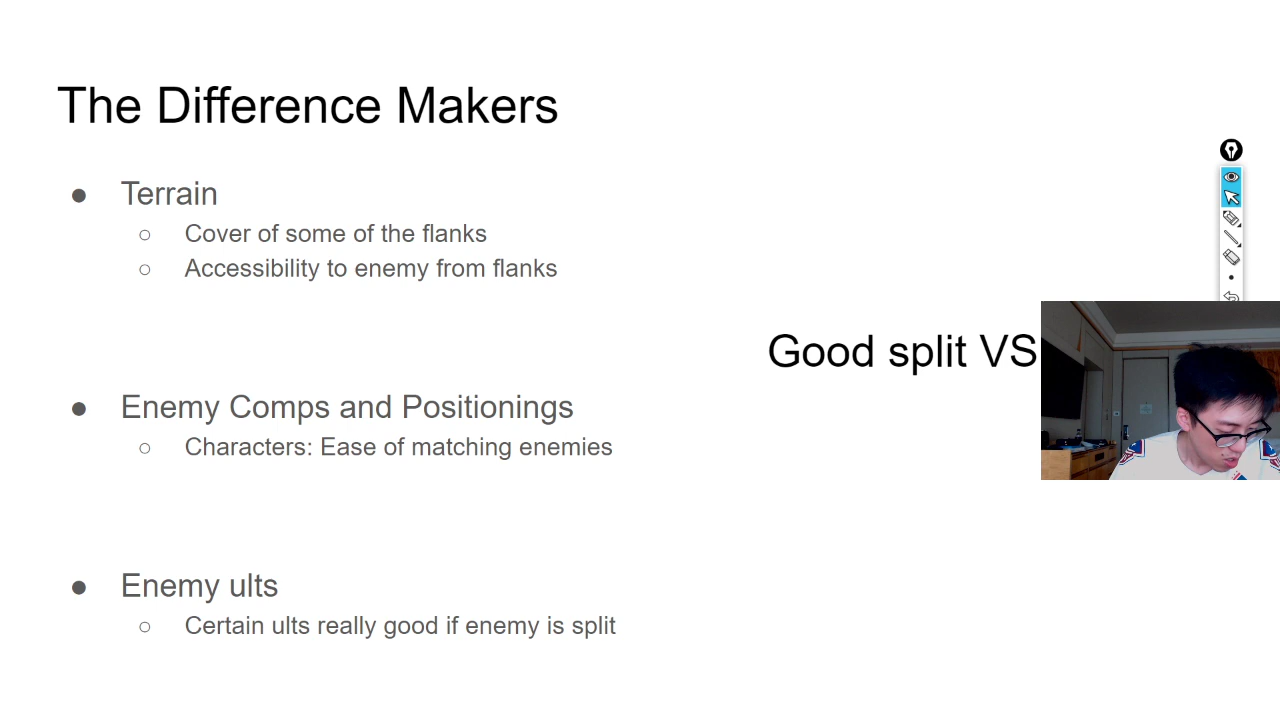 The Difference Makers
● Terrain
○ Cover of some of the flanks
○ Accessibility to enemy from flanks
Good split VS
● Enemy Comps and Positionings
○ Characters: Ease of matching enemies
● Enemy ults
○ Certain ults really good if enemy is split